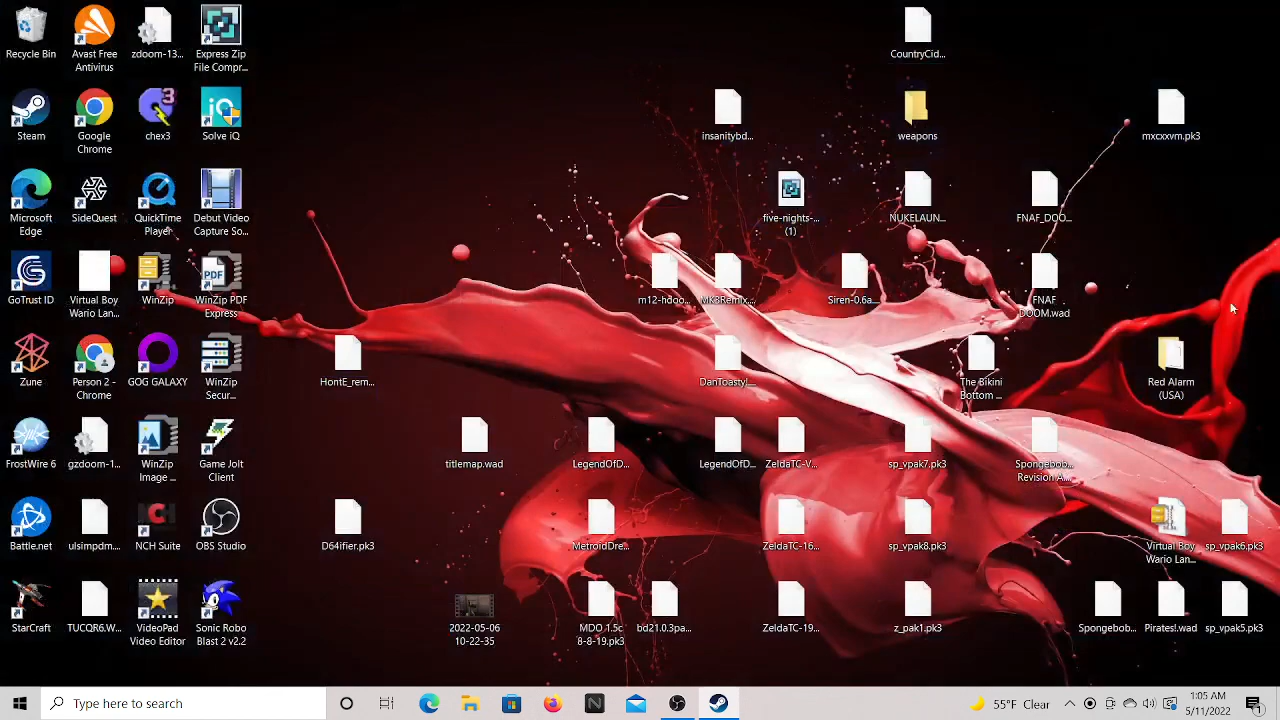 Recycle Bin
Avast Free
Antivirus
zdoom-13...
Express Zip
File Compr...
CountryCid...
Sterm
Google
Chrome
chex3
Solve iQ
insanitybd...
weapons
mxcxxvm.pk3
Microsoft
Edge
SideQuest
QuickTime
Player
Debut Video
Capture So...
five-nights-...
(1)
NUKELAUN...
FNAF_DOO...
GoTrust ID
Virtual Boy
Wario Lan...
WinZip
WinZip PDF
Express
m12-hdoo...
MK3Remix...
Siren-0.6a...
FNAF
DOOM.wad
Zune
Person 2 -
Chrome
GOG GALAXY
WinZip
Secur...
HontE_rem...
DanToastyl...
The Bikini
Bottom ...
Red Alarm
(USA)
FrostWire 6
gzdoom-1...
WinZip
Image ...
Game Jolt
Client
titlemap.wad
LegendOfD...
LegendOfD...
ZeldaTC-V...
sp_vpak7.pk3
Spongebob...
Revision A...
Battle.net
ulsimpdm...
NCH Suite
OBS Studio
D64ifier.pk3
MetroidDre...
ZeldaTC-16...
sp_vpak8.pk3
Virtual Boy
Wario Lan...
sp_vpak6.pk3
StarCraft
TUCQR6.W...
VideoPad
Video Editor
Sonic Robo
Blast 2 v2.2
2022-05-06
10-22-35
MDO 1.5c
8-8-19.pk3
bd21.0.3pa...
ZeldaTC-19...
z_pak1.pk3
Spongebob...
Pirates!.wad
sp_vpak5.pk3
Type here to search
55°F Clear
1:05 AM
5/11/2022